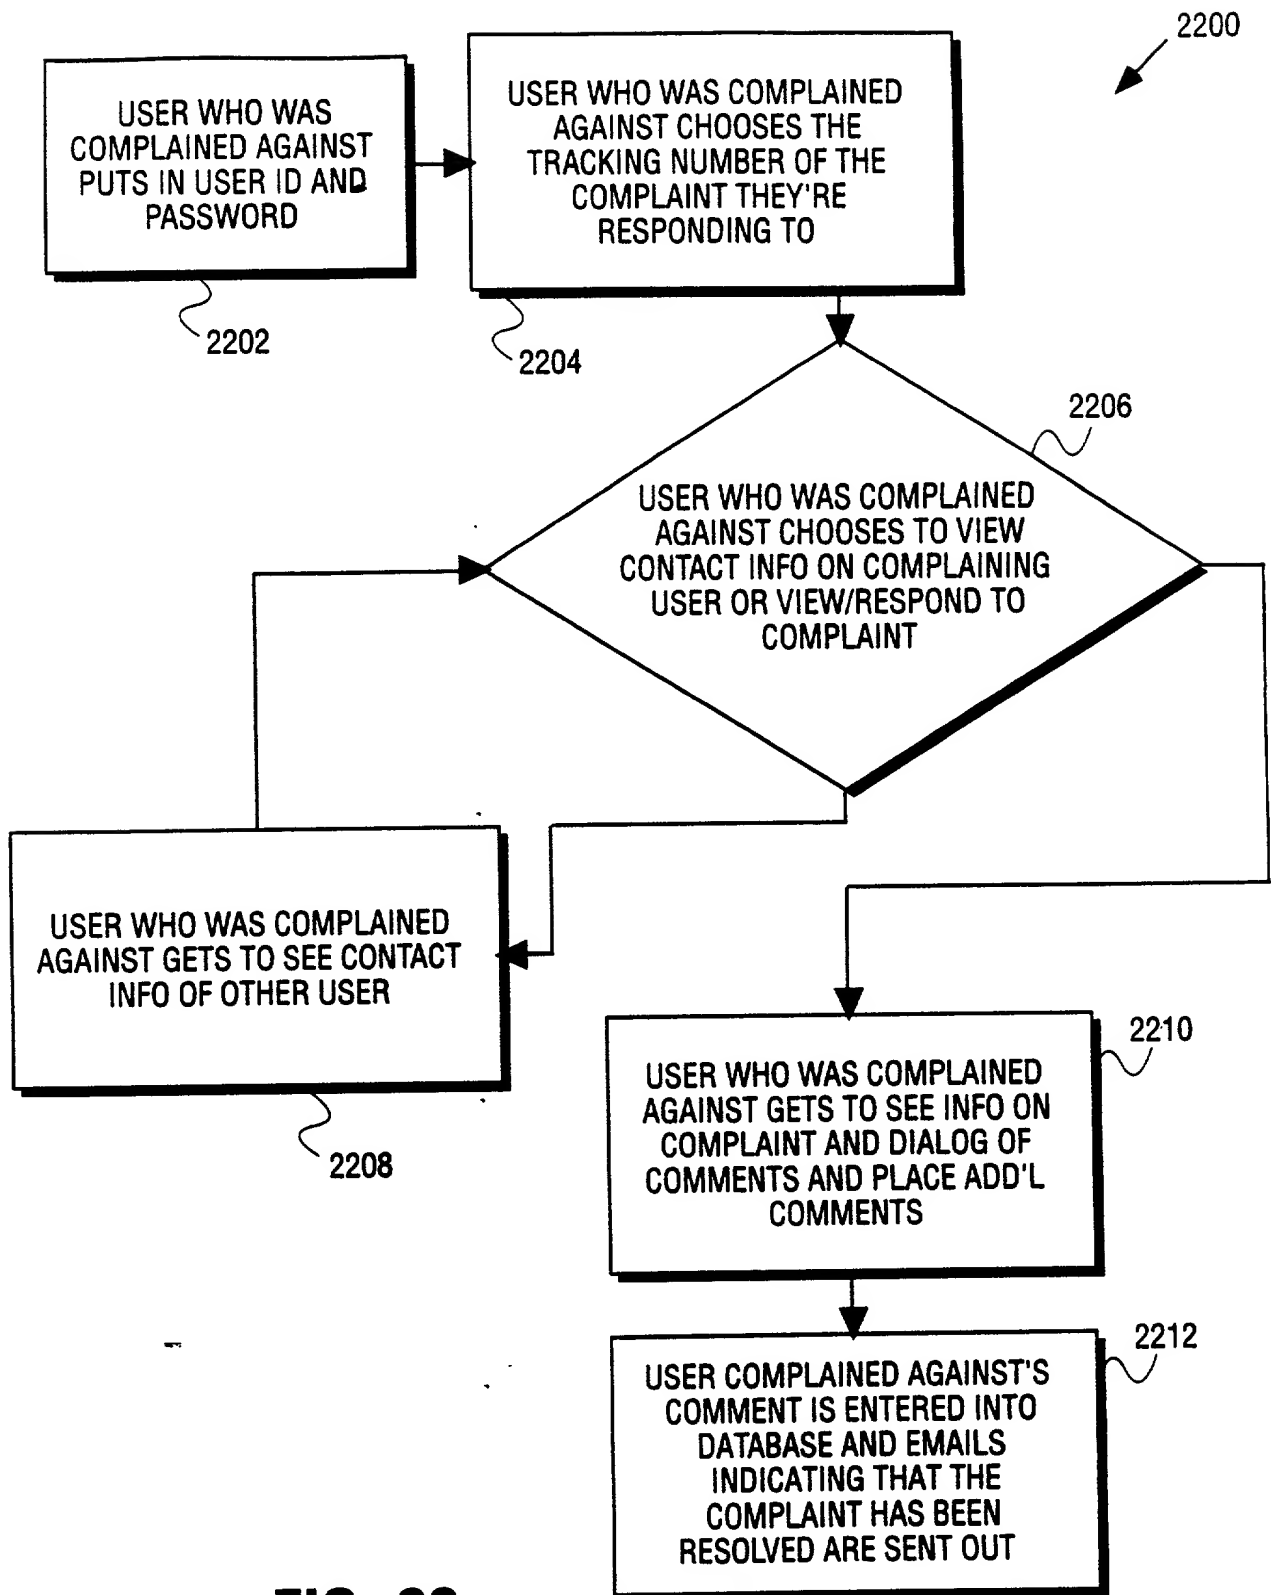 2200
USER WHO WAS
COMPLAINED AGAINST
PUTS IN USER ID AND
PASSWORD
2202
USER WHO WAS COMPLAINED
AGAINST CHOOSES THE
TRACKING NUMBER OF THE
COMPLAINT THEY'RE
RESPONDING TO
2204
2206
USER WHO WAS COMPLAINED
AGAINST CHOOSES TO VIEW
CONTACT INFO ON COMPLAINING
USER OR VIEW/RESPOND TO
COMPLAINT
USER WHO WAS COMPLAINED
AGAINST GETS TO SEE CONTACT
INFO OF OTHER USER
2208
2210
USER WHO WAS COMPLAINED
AGAINST GETS TO SEE INFO ON
COMPLAINT AND DIALOG OF
COMMENTS AND PLACE ADD'L
COMMENTS
2212
USER COMPLAINED AGAINST'S
COMMENT IS ENTERED INTO
DATABASE AND EMAILS
INDICATING THAT THE
COMPLAINT HAS BEEN
RESOLVED ARE SENT OUT